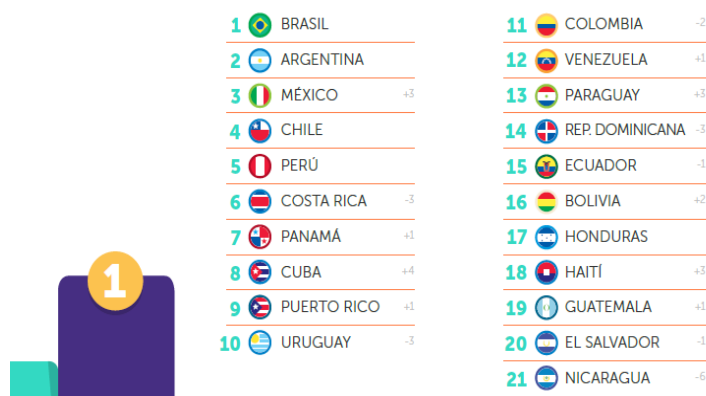 1 BRASIL
2 ARGENTINA
3 MÉXICO +3
4 CHILE
5 PERÚ
6 COSTA RICA -3
7 PANAMÁ +1
8 CUBA +4
9 PUERTO RICO +1
10 URUGUAY -3
11 COLOMBIA -2
12 VENEZUELA +1
13 PARAGUAY +3
14 REP. DOMINICANA -3
15 ECUADOR -1
16 BOLIVIA +2
17 HONDURAS
18 HAITÍ +3
19 GUATEMALA +1
20 EL SALVADOR -1
21 NICARAGUA -6
1